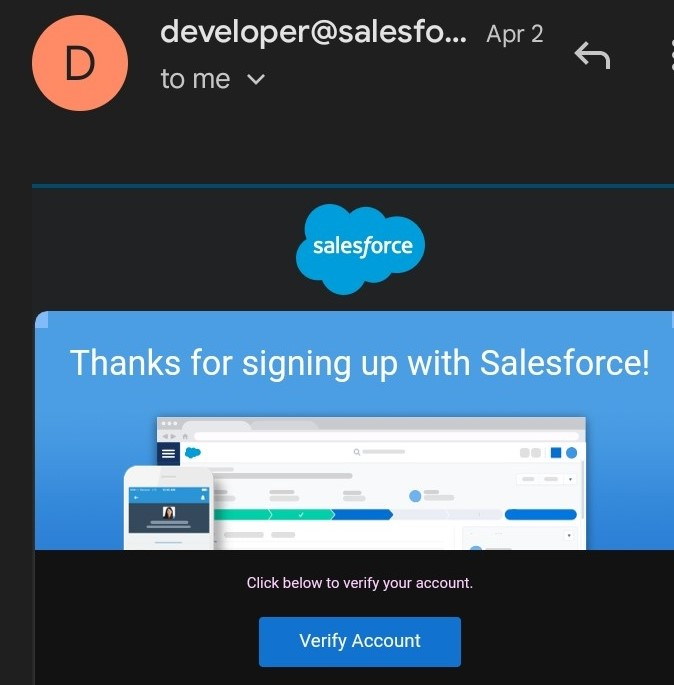 D
developer@salesfo... Apr 2
to me
salesforce
Thanks for signing up with Salesforce!
Click below to verify your account.
Verify Account